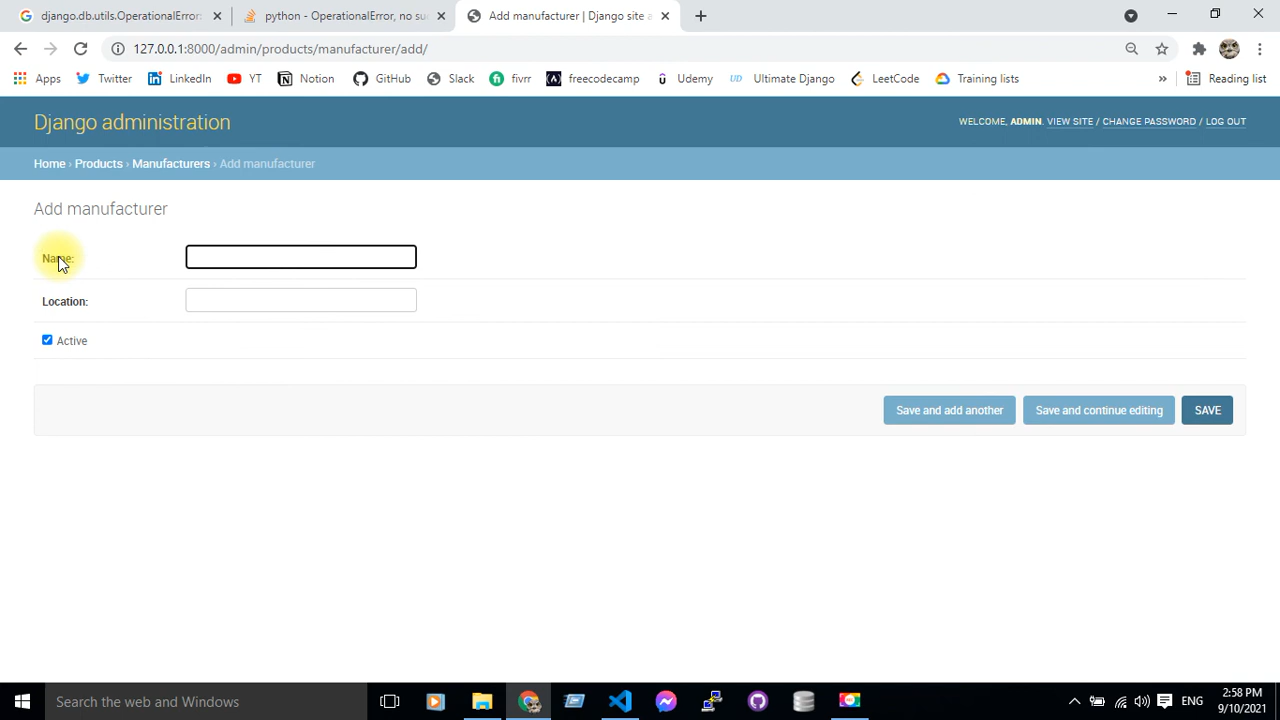 django.db.utils.OperationalError:
python - OperationalError, no su
Add manufacturer | Django site a
127.0.0.1:8000/admin/products/manufacturer/add/
Apps Twitter LinkedIn YT Notion GitHub Slack fivrr freecodecamp Udemy Ultimate Django LeetCode Training lists » Reading list
Django administration
WELCOME, ADMIN. VIEW SITE / CHANGE PASSWORD / LOG OUT
Home › Products › Manufacturers › Add manufacturer
Add manufacturer
Name:
Location:
Active
Save and add another
Save and continue editing
SAVE
Search the web and Windows
ENG
2:58 PM
9/10/2021